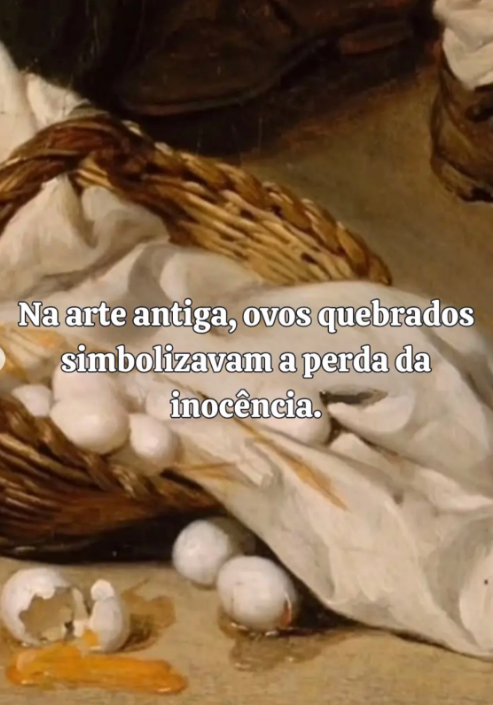 Na arte antiga, ovos quebrados
simbolizavam a perda da
inocência.